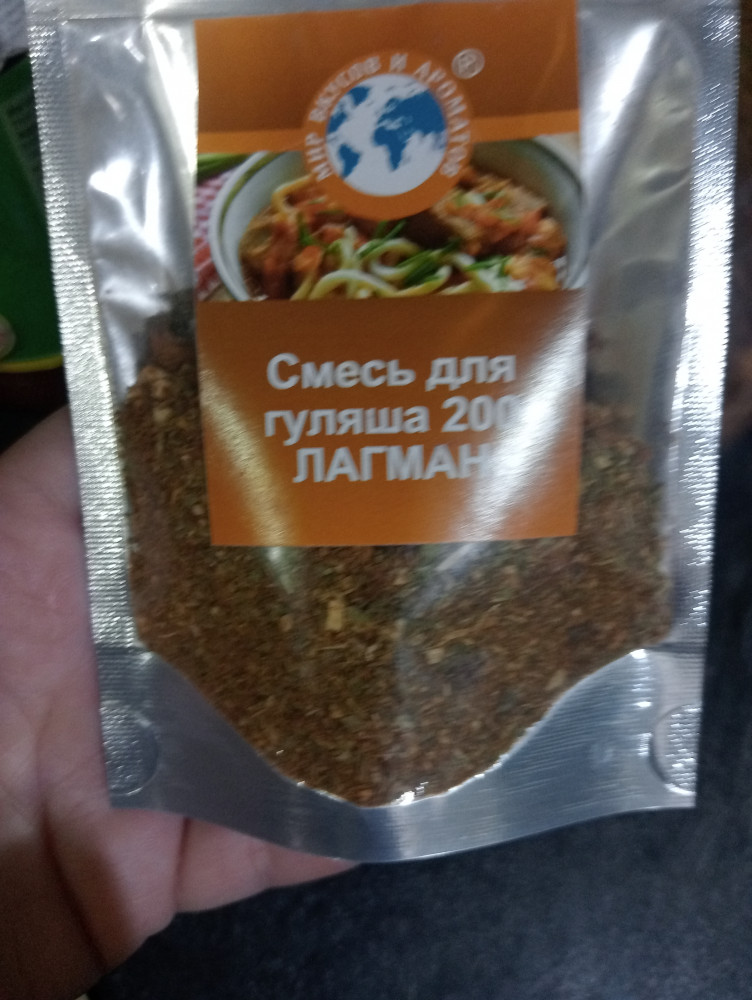 МИР ВКУСОВ И АРОМАТОВ ®
Смесь для
гуляша 200
ЛАГМАН